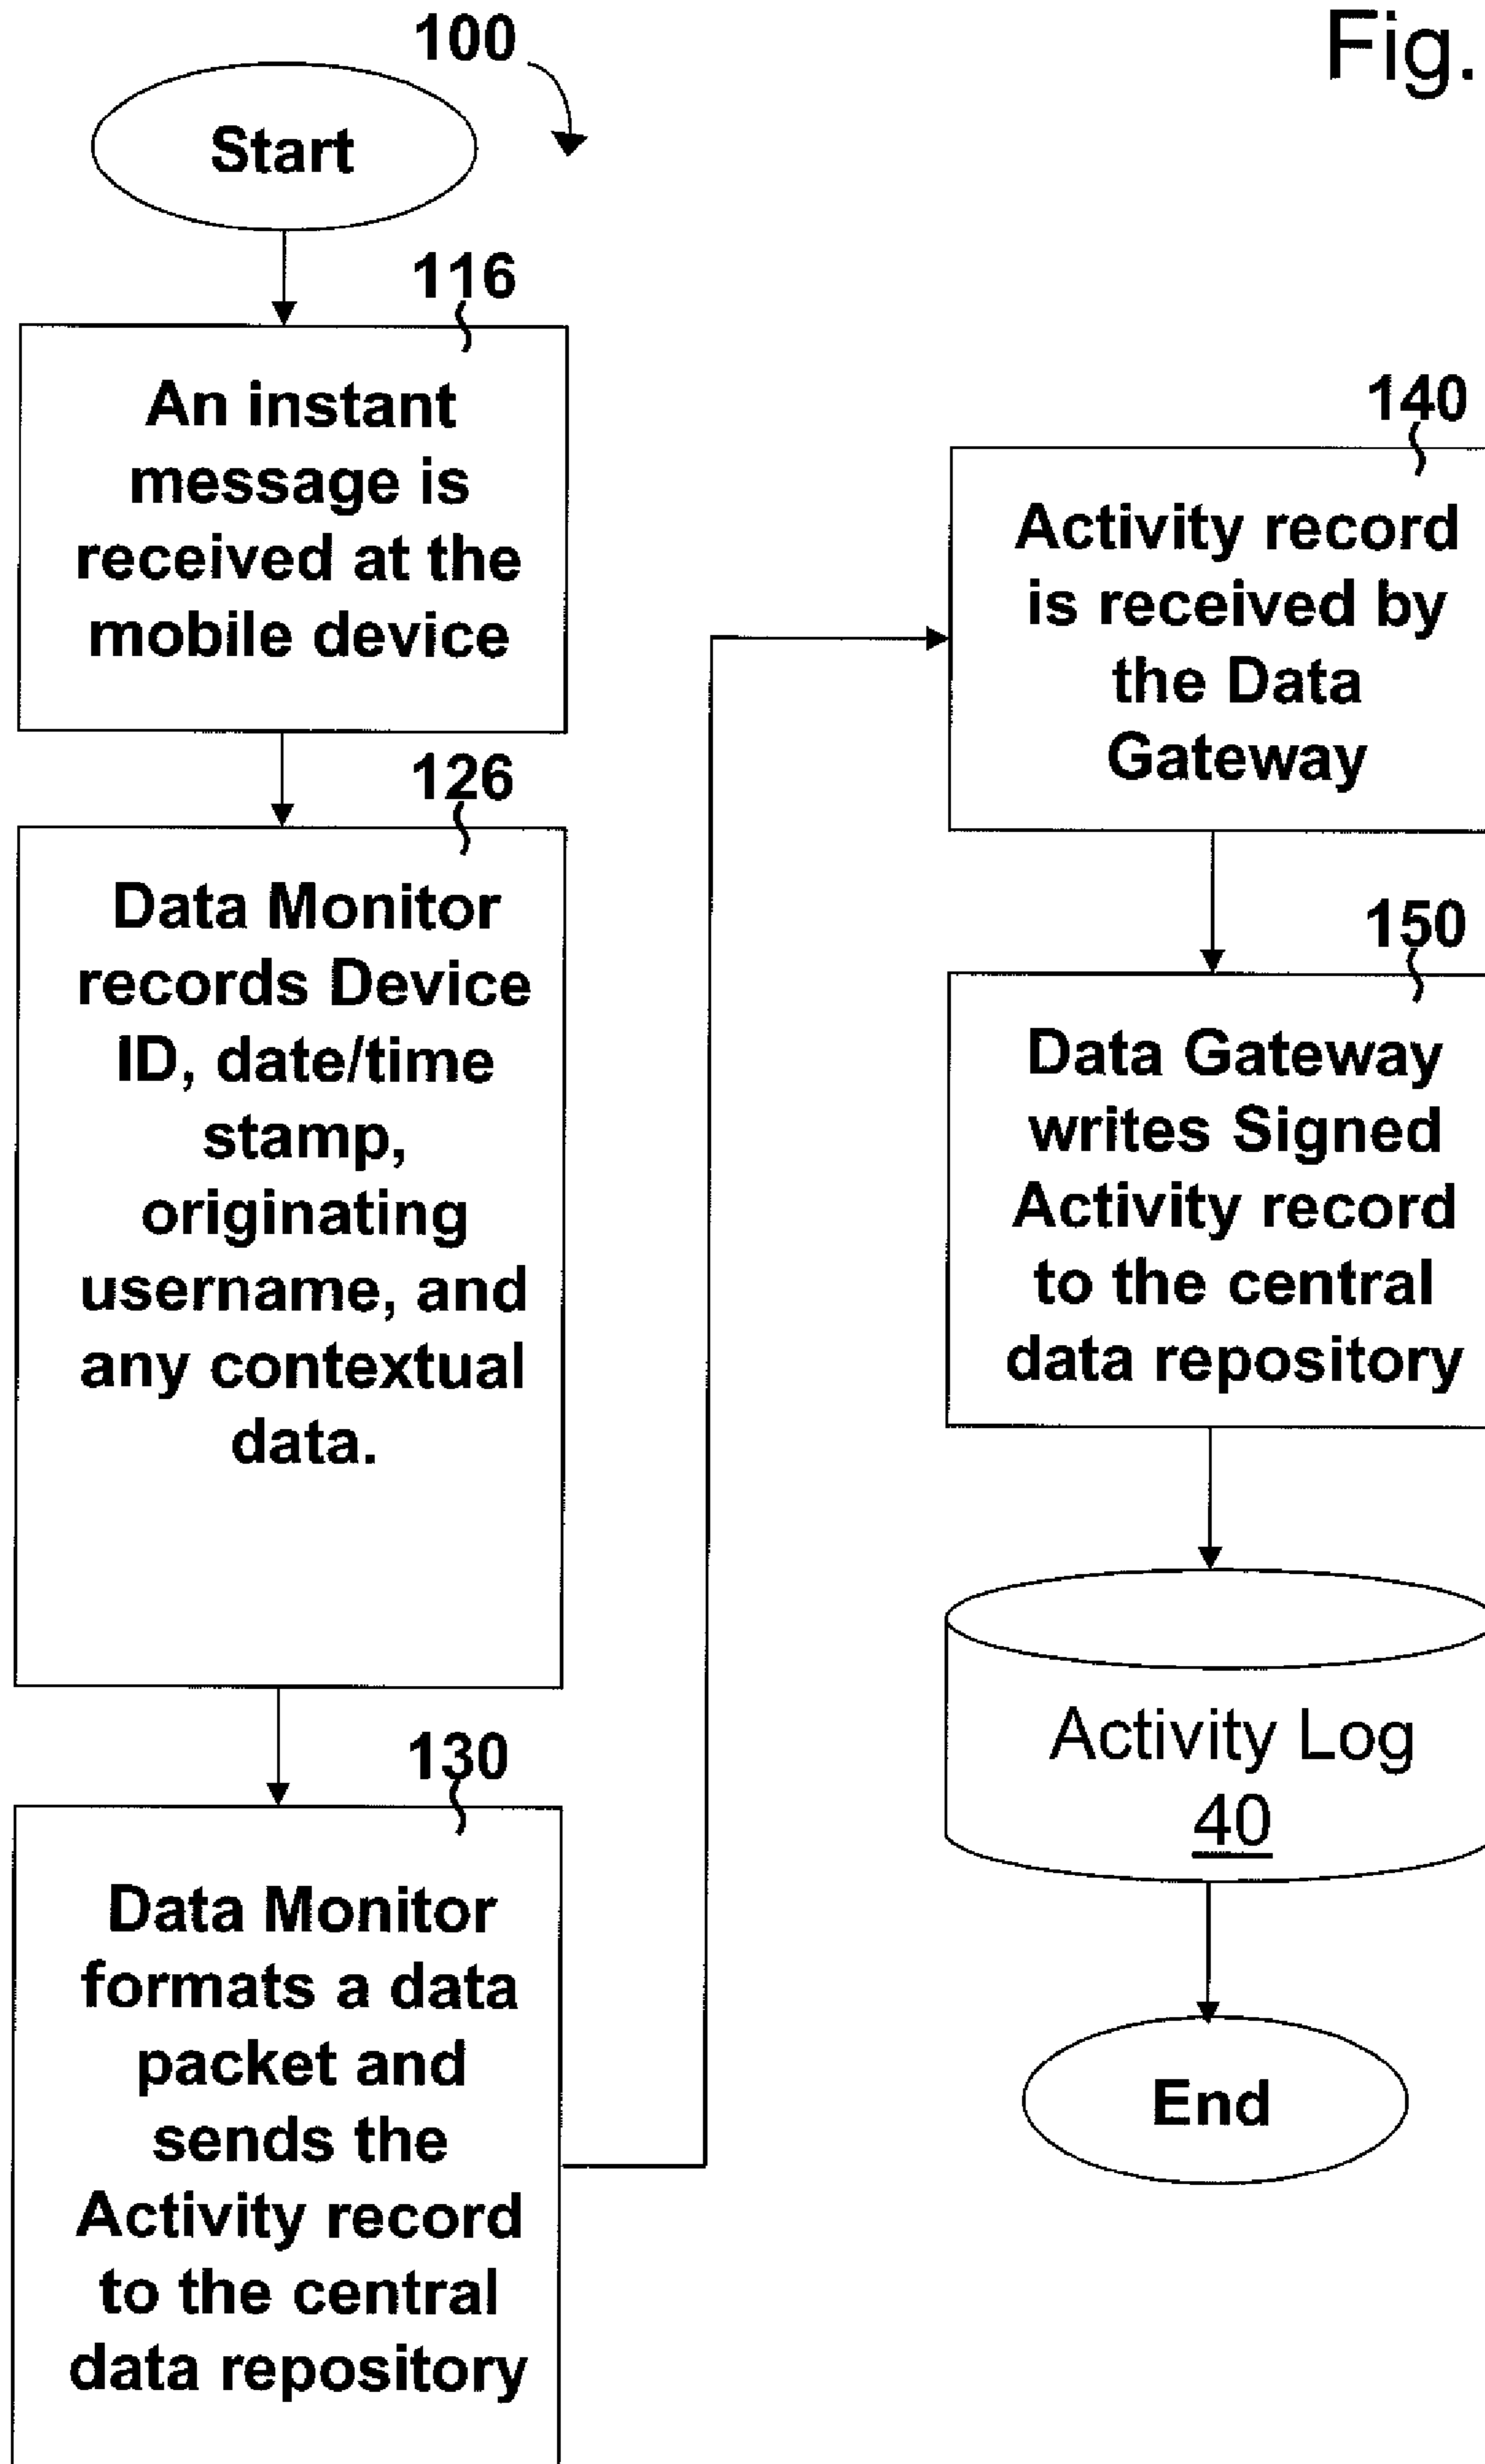 100
Fig.
Start
116
An instant
message is
received at the
mobile device
126
Data Monitor
records Device
ID, date/time
stamp,
originating
username, and
any contextual
data.
130
Data Monitor
formats a data
packet and
sends the
Activity record
to the central
data repository
140
Activity record
is received by
the Data
Gateway
150
Data Gateway
writes Signed
Activity record
to the central
data repository
Activity Log
40
End